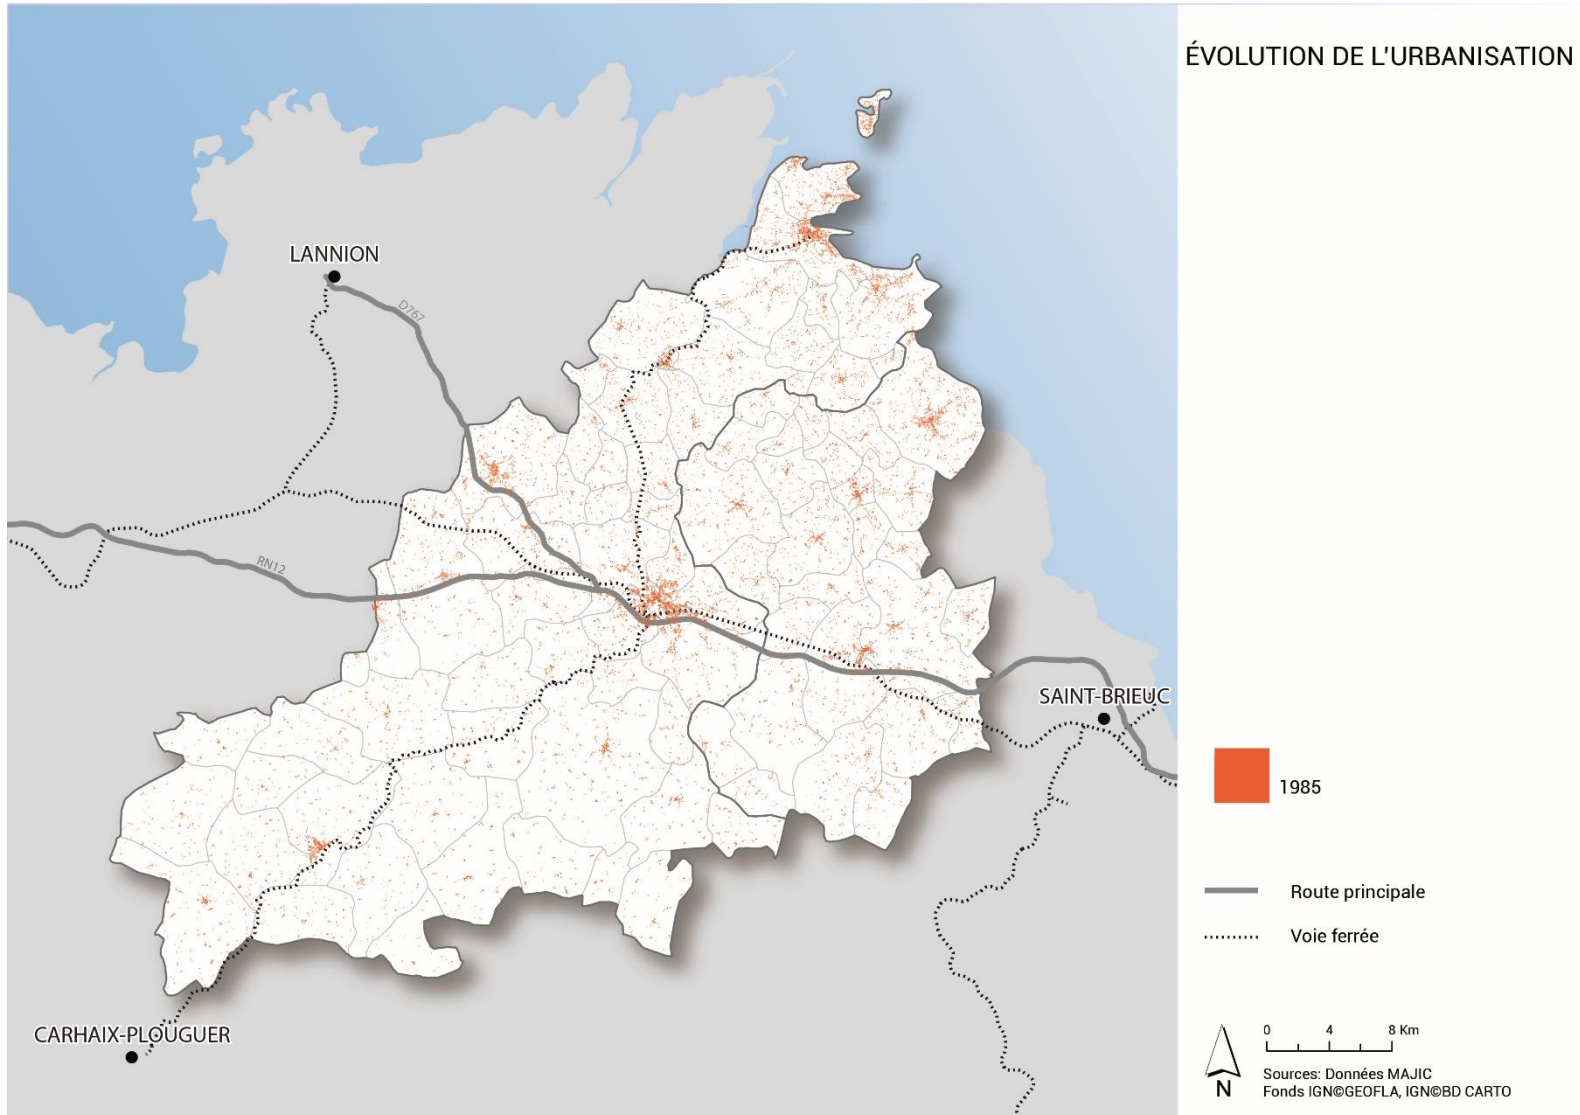 ÉVOLUTION DE L'URBANISATION
LANNION
D767
RN12
SAINT-BRIEUC
CARHAIX-PLOUGUER
1985
Route principale
Voie ferrée
0 4 8 Km
N
Sources: Données MAJIC
Fonds IGN©GEOFLA, IGN©BD CARTO